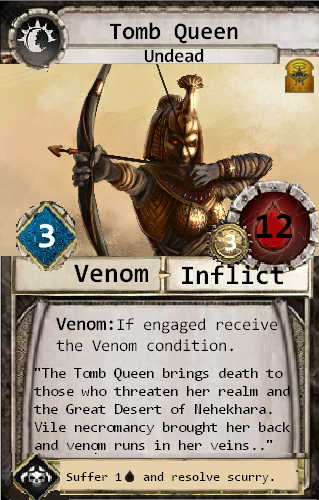 Tomb Queen
Undead
3
3
12
Venom
Inflict
Venom:If engaged receive
the Venom condition.
"The Tomb Queen brings death to
those who threaten her realm and
the Great Desert of Nehekhara.
Vile necromancy brought her back
and venom runs in her veins.."
Suffer 1 and resolve scurry.